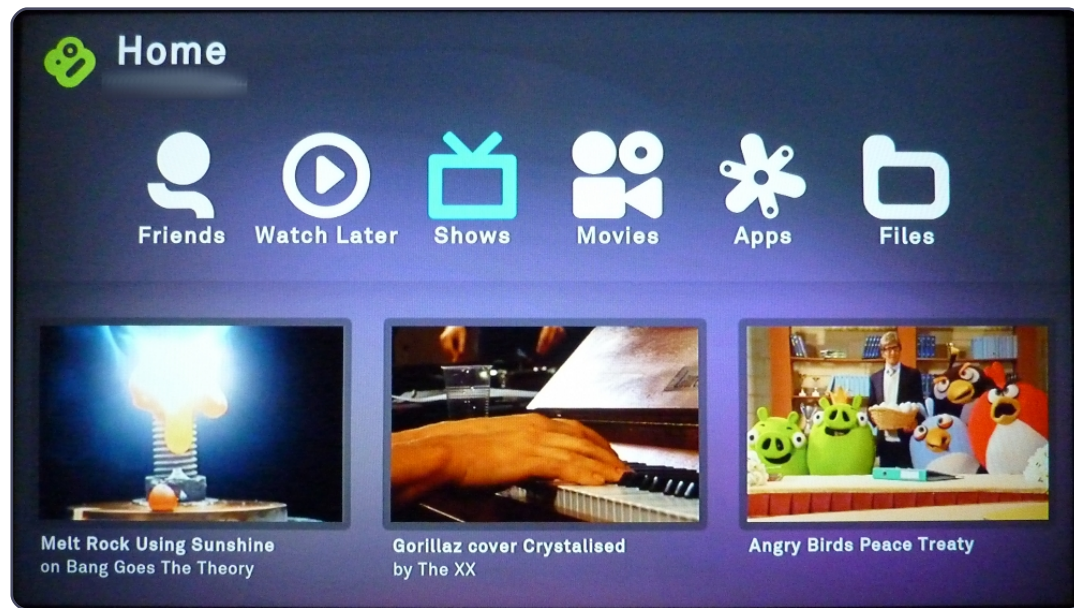 Home
Friends
Watch Later
Shows
Movies
Apps
Files
Melt Rock Using Sunshine
on Bang Goes The Theory
Gorillaz cover Crystalised
by The XX
Angry Birds Peace Treaty